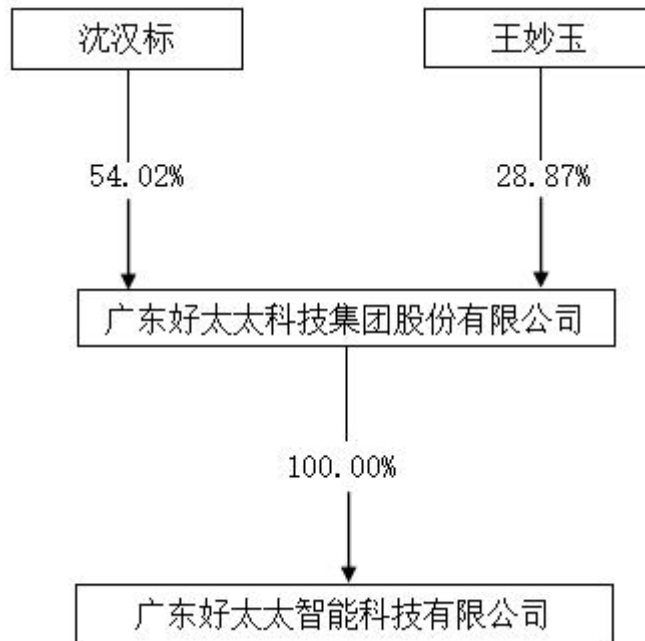 沈汉标
王妙玉
54.02%
28.87%
广东好太太科技集团股份有限公司
100.00%
广东好太太智能科技有限公司